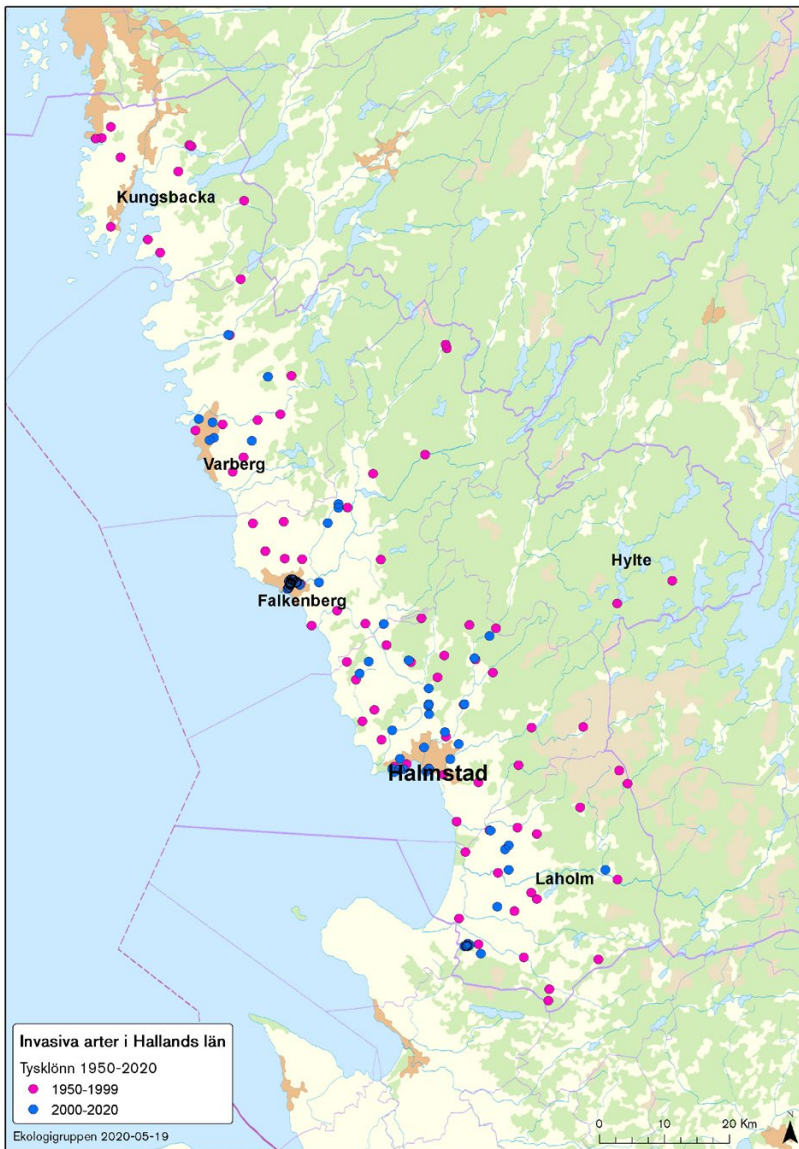 Kungsbacka
Varberg
Hylte
Falkenberg
Halmstad
Laholm
Invasiva arter i Hallands län
Tysklönn 1950-2020
1950-1999
2000-2020
Ekologigruppen 2020-05-19
0 10 20 Km
N